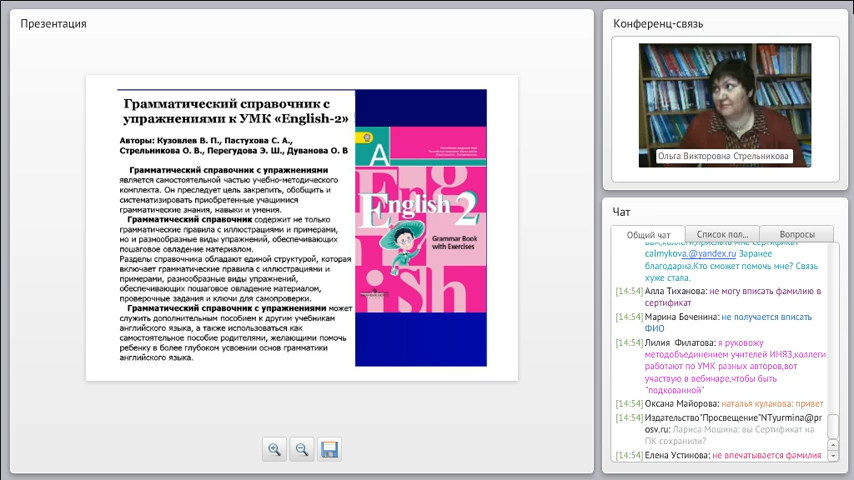 Презентация
Грамматический справочник с
упражнениями к УМК «English-2»
Авторы: Кузовлев В. П., Пастухова С. А.,
Стрельникова О. В., Перегудова Э. Ш., Дуванова О. В
Грамматический справочник с упражнениями
является самостоятельной частью учебно-методического
комплекта. Он преследует цель закрепить, обобщить и
систематизировать приобретенные учащимися
грамматические знания, навыки и умения.
Грамматический справочник содержит не только
грамматические правила с иллюстрациями и примерами,
но и разнообразные виды упражнений, обеспечивающих
пошаговое овладение материалом.
Разделы справочника обладают единой структурой, которая
включает грамматические правила с иллюстрациями и
примерами, разнообразные виды упражнений,
обеспечивающих пошаговое овладение материалом,
проверочные задания и ключи для самопроверки.
Грамматический справочник с упражнениями может
служить дополнительным пособием к другим учебникам
английского языка, а также использоваться как
самостоятельное пособие родителями, желающими помочь
ребенку в более глубоком усвоении основ грамматики
английского языка.
A
English 2
Grammar Book
with Exercises
Конференц-связь
Ольга Викторовна Стрельникова
Чат
Общий чат
Список пол...
Вопросы
calmykova.@yandex.ru Заранее
благодарна.Кто сможет помочь мне? Связь
хуже стала.
[14:54] Алла Тиханова: не могу вписать фамилию в
сертификат
[14:54] Марина Боченина: не получается вписать
ФИО
[14:54] Лилия Филатова: я руковожу
методобъединением учителей ИНЯЗ,коллеги
работают по УМК разных авторов,вот
участвую в вебинаре,чтобы быть
"подкованной"
[14:54] Оксана Майорова: наталья кулакова: привет
[14:54] Издательство"Просвещение"NTyurmina@pr
osv.ru: Лариса Мошина: вы Сертификат на
ПК сохранили?
[14:54] Елена Устинова: не впечатывается фамилия